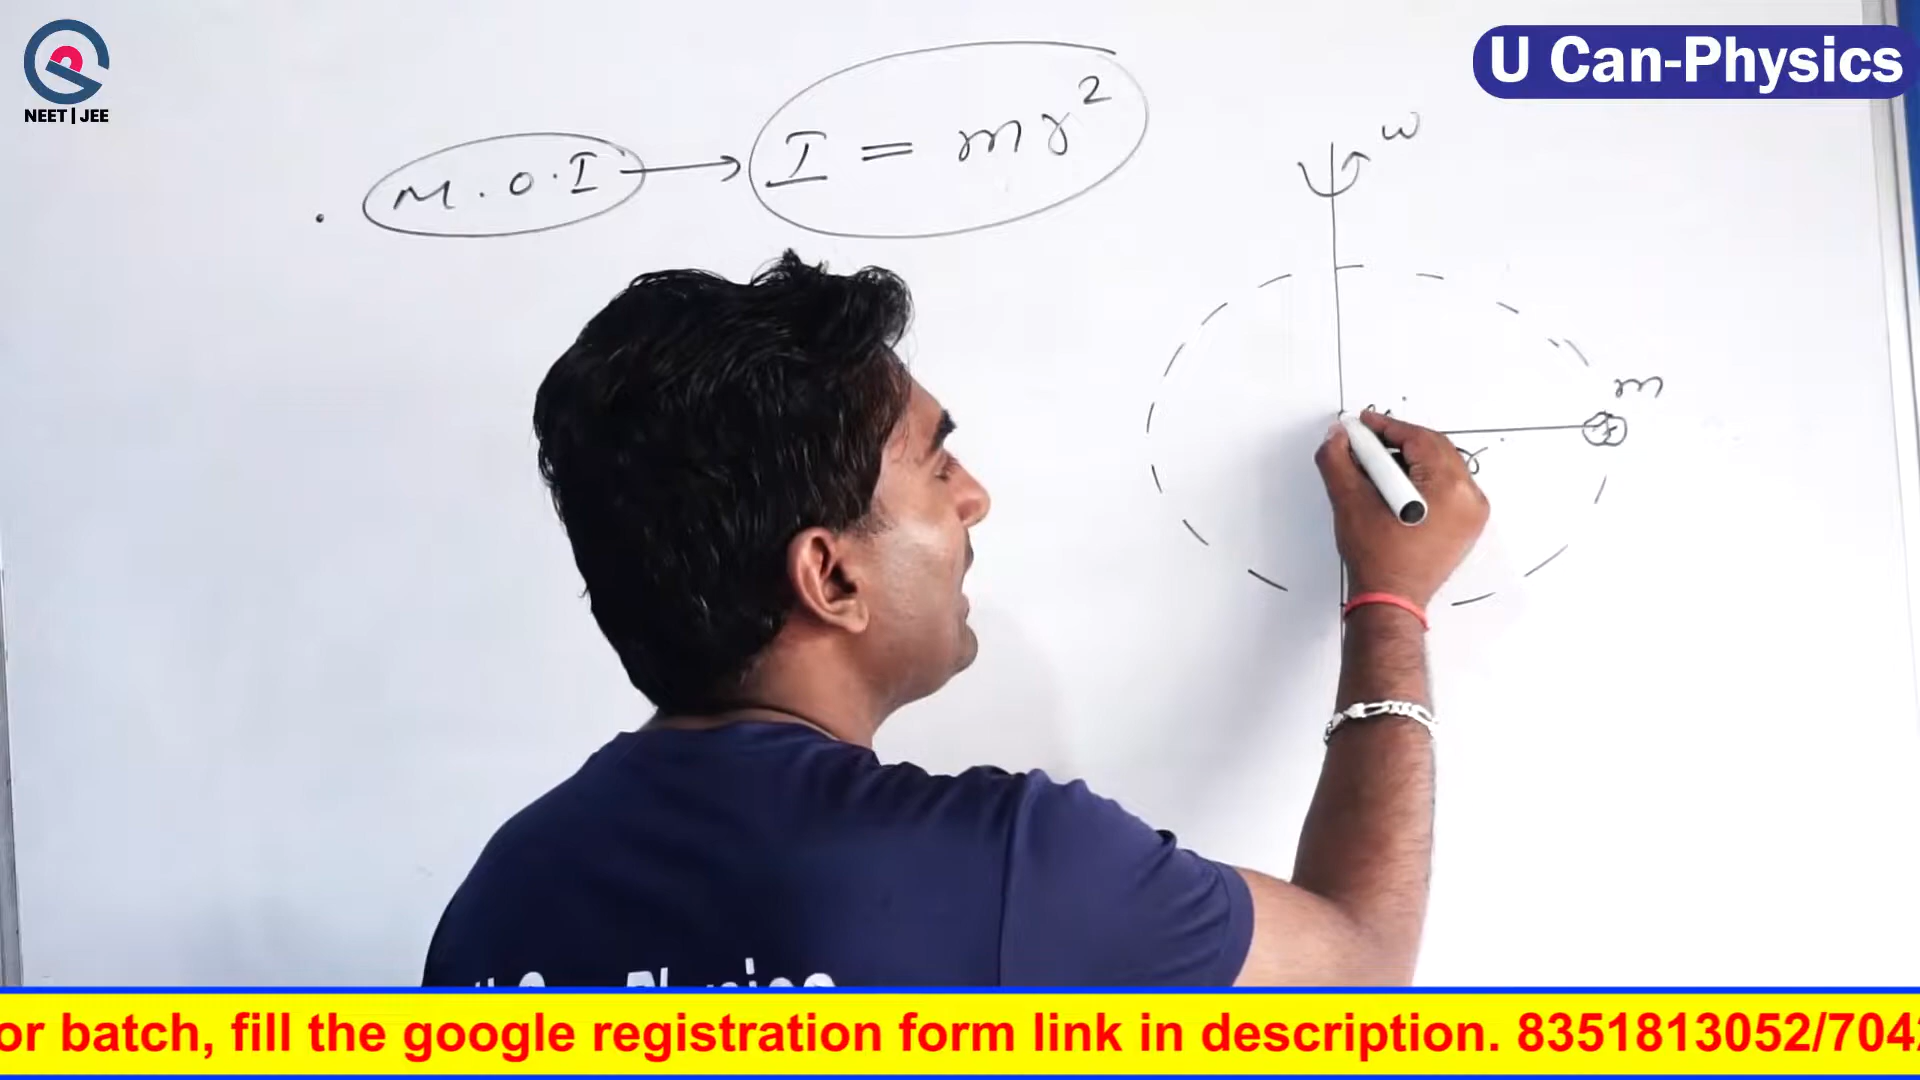 NEET|JEE
U Can-Physics
M.O.I → I = mr²
ω
m
r
or batch, fill the google registration form link in description. 8351813052/704